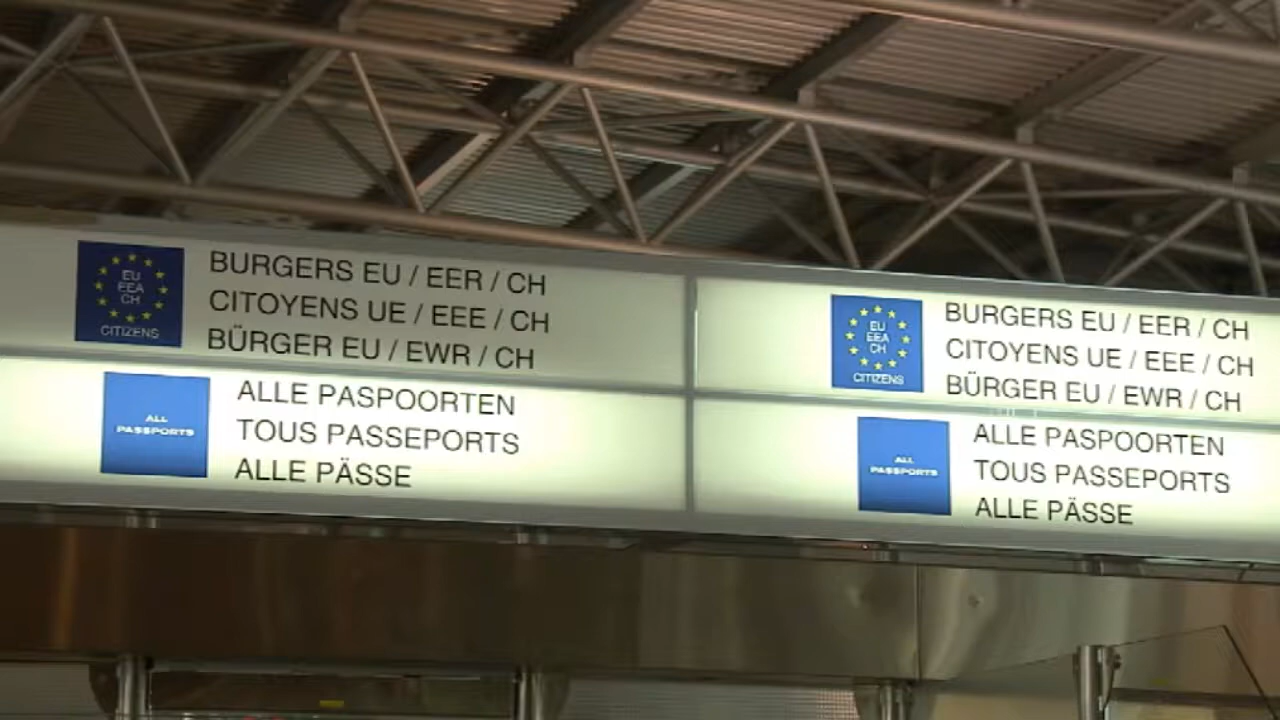 EU
EEA
CH
CITIZENS
BURGERS EU / EER / CH
CITOYENS UE / EEE / CH
BÜRGER EU / EWR / CH
ALL
PASSPORTS
ALLE PASPOORTEN
TOUS PASSEPORTS
ALLE PÄSSE
EU
EEA
CH
CITIZENS
BURGERS EU / EER / CH
CITOYENS UE / EEE / CH
BÜRGER EU / EWR / CH
ALL
PASSPORTS
ALLE PASPOORTEN
TOUS PASSEPORTS
ALLE PÄSSE